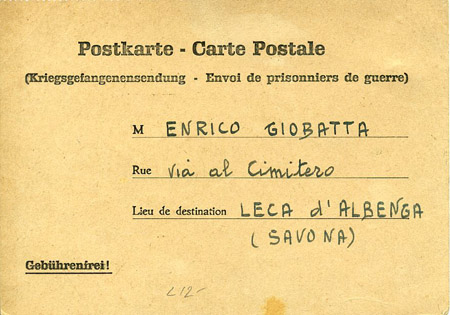 Postkarte - Carte Postale
(Kriegsgefangenensendung - Envoi de prisonniers de guerre)
M ENRICO GIOBATTA
Rue Via al Cimitero
Lieu de destination LECA d'ALBENGA
(SAVONA)
Gebührenfrei!
L12-